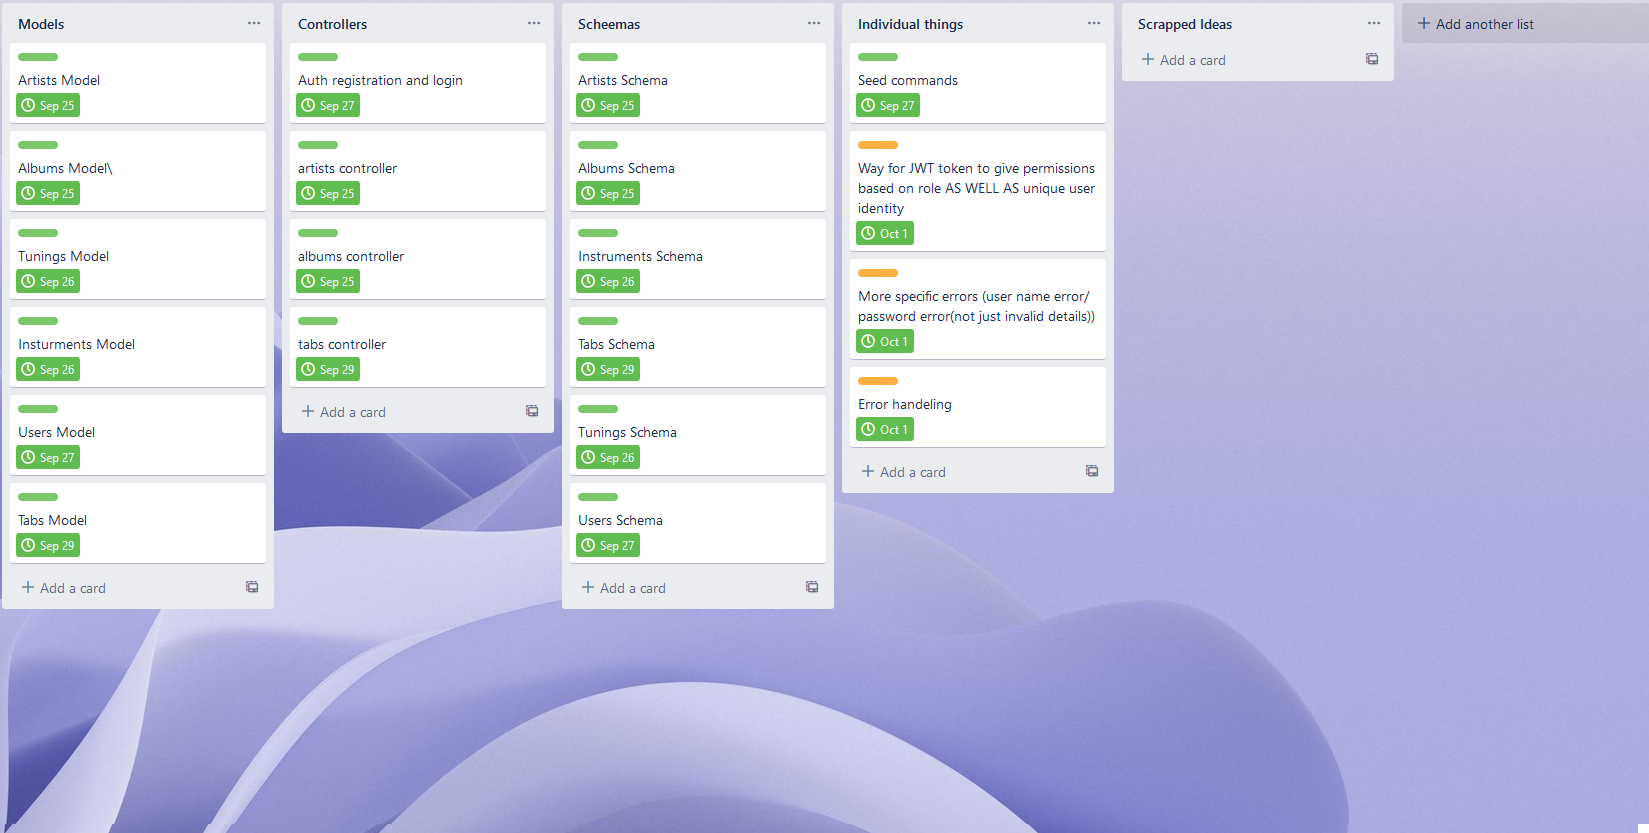 Models
Artists Model
Sep 25
Albums Model\
Sep 25
Tunings Model
Sep 26
Insturments Model
Sep 26
Users Model
Sep 27
Tabs Model
Sep 29
Add a card
Controllers
Auth registration and login
Sep 27
artists controller
Sep 25
albums controller
Sep 25
tabs controller
Sep 29
Add a card
Scheemas
Artists Schema
Sep 25
Albums Schema
Sep 25
Instruments Schema
Sep 26
Tabs Schema
Sep 29
Tunings Schema
Sep 26
Users Schema
Sep 27
Add a card
Individual things
Seed commands
Sep 27
Way for JWT token to give permissions
based on role AS WELL AS unique user
identity
Oct 1
More specific errors (user name error/
password error(not just invalid details))
Oct 1
Error handeling
Oct 1
Add a card
Scrapped Ideas
Add a card
Add another list